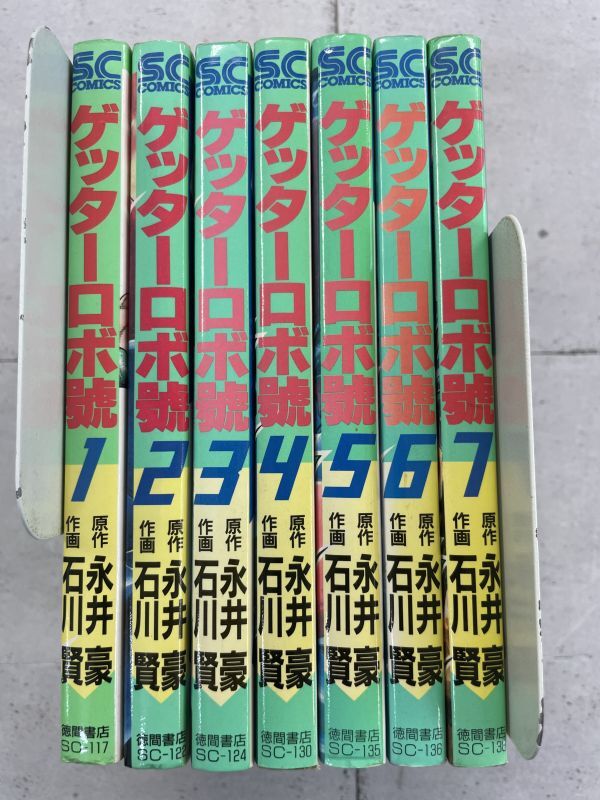 SC
COMICS
ゲッターロボ號
1
原作 永井豪
作画 石川賢
徳間書店
SC-117
SC
COMICS
ゲッターロボ號
2
原作 永井豪
作画 石川賢
徳間書店
SC-122
SC
COMICS
ゲッターロボ號
3
原作 永井豪
作画 石川賢
徳間書店
SC-124
SC
COMICS
ゲッターロボ號
4
原作 永井豪
作画 石川賢
徳間書店
SC-130
SC
COMICS
ゲッターロボ號
5
原作 永井豪
作画 石川賢
徳間書店
SC-135
SC
COMICS
ゲッターロボ號
6
原作 永井豪
作画 石川賢
徳間書店
SC-136
SC
COMICS
ゲッターロボ號
7
原作 永井豪
作画 石川賢
徳間書店